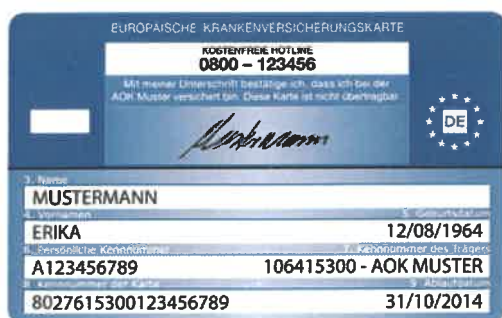 EUROPÄISCHE KRANKENVERSICHERUNGSKARTE
KOSTENFREIE HOTLINE
0800 – 123456
Mit meiner Unterschrift bestätige ich, dass ich bei der
AOK Muster versichert bin. Diese Karte ist nicht übertragbar.
Mustermann
DE
3. Name
MUSTERMANN
4. Vornamen 5. Geburtsdatum
ERIKA 12/08/1964
6. Persönliche Kennnummer 7. Kennnummer des Trägers
A123456789 106415300 - AOK MUSTER
8. Kennnummer der Karte 9. Ablaufdatum
8027615300123456789 31/10/2014